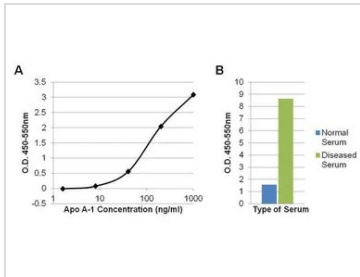 A
O.D. 450-550nm
3.5
3
2.5
2
1.5
1
0.5
0
-0.5
1
10
100
1000
Apo A-1 Concentration (ng/ml)
B
O.D. 450-550nm
10
9
8
7
6
5
4
3
2
1
0
Type of Serum
Normal
Serum
Diseased
Serum